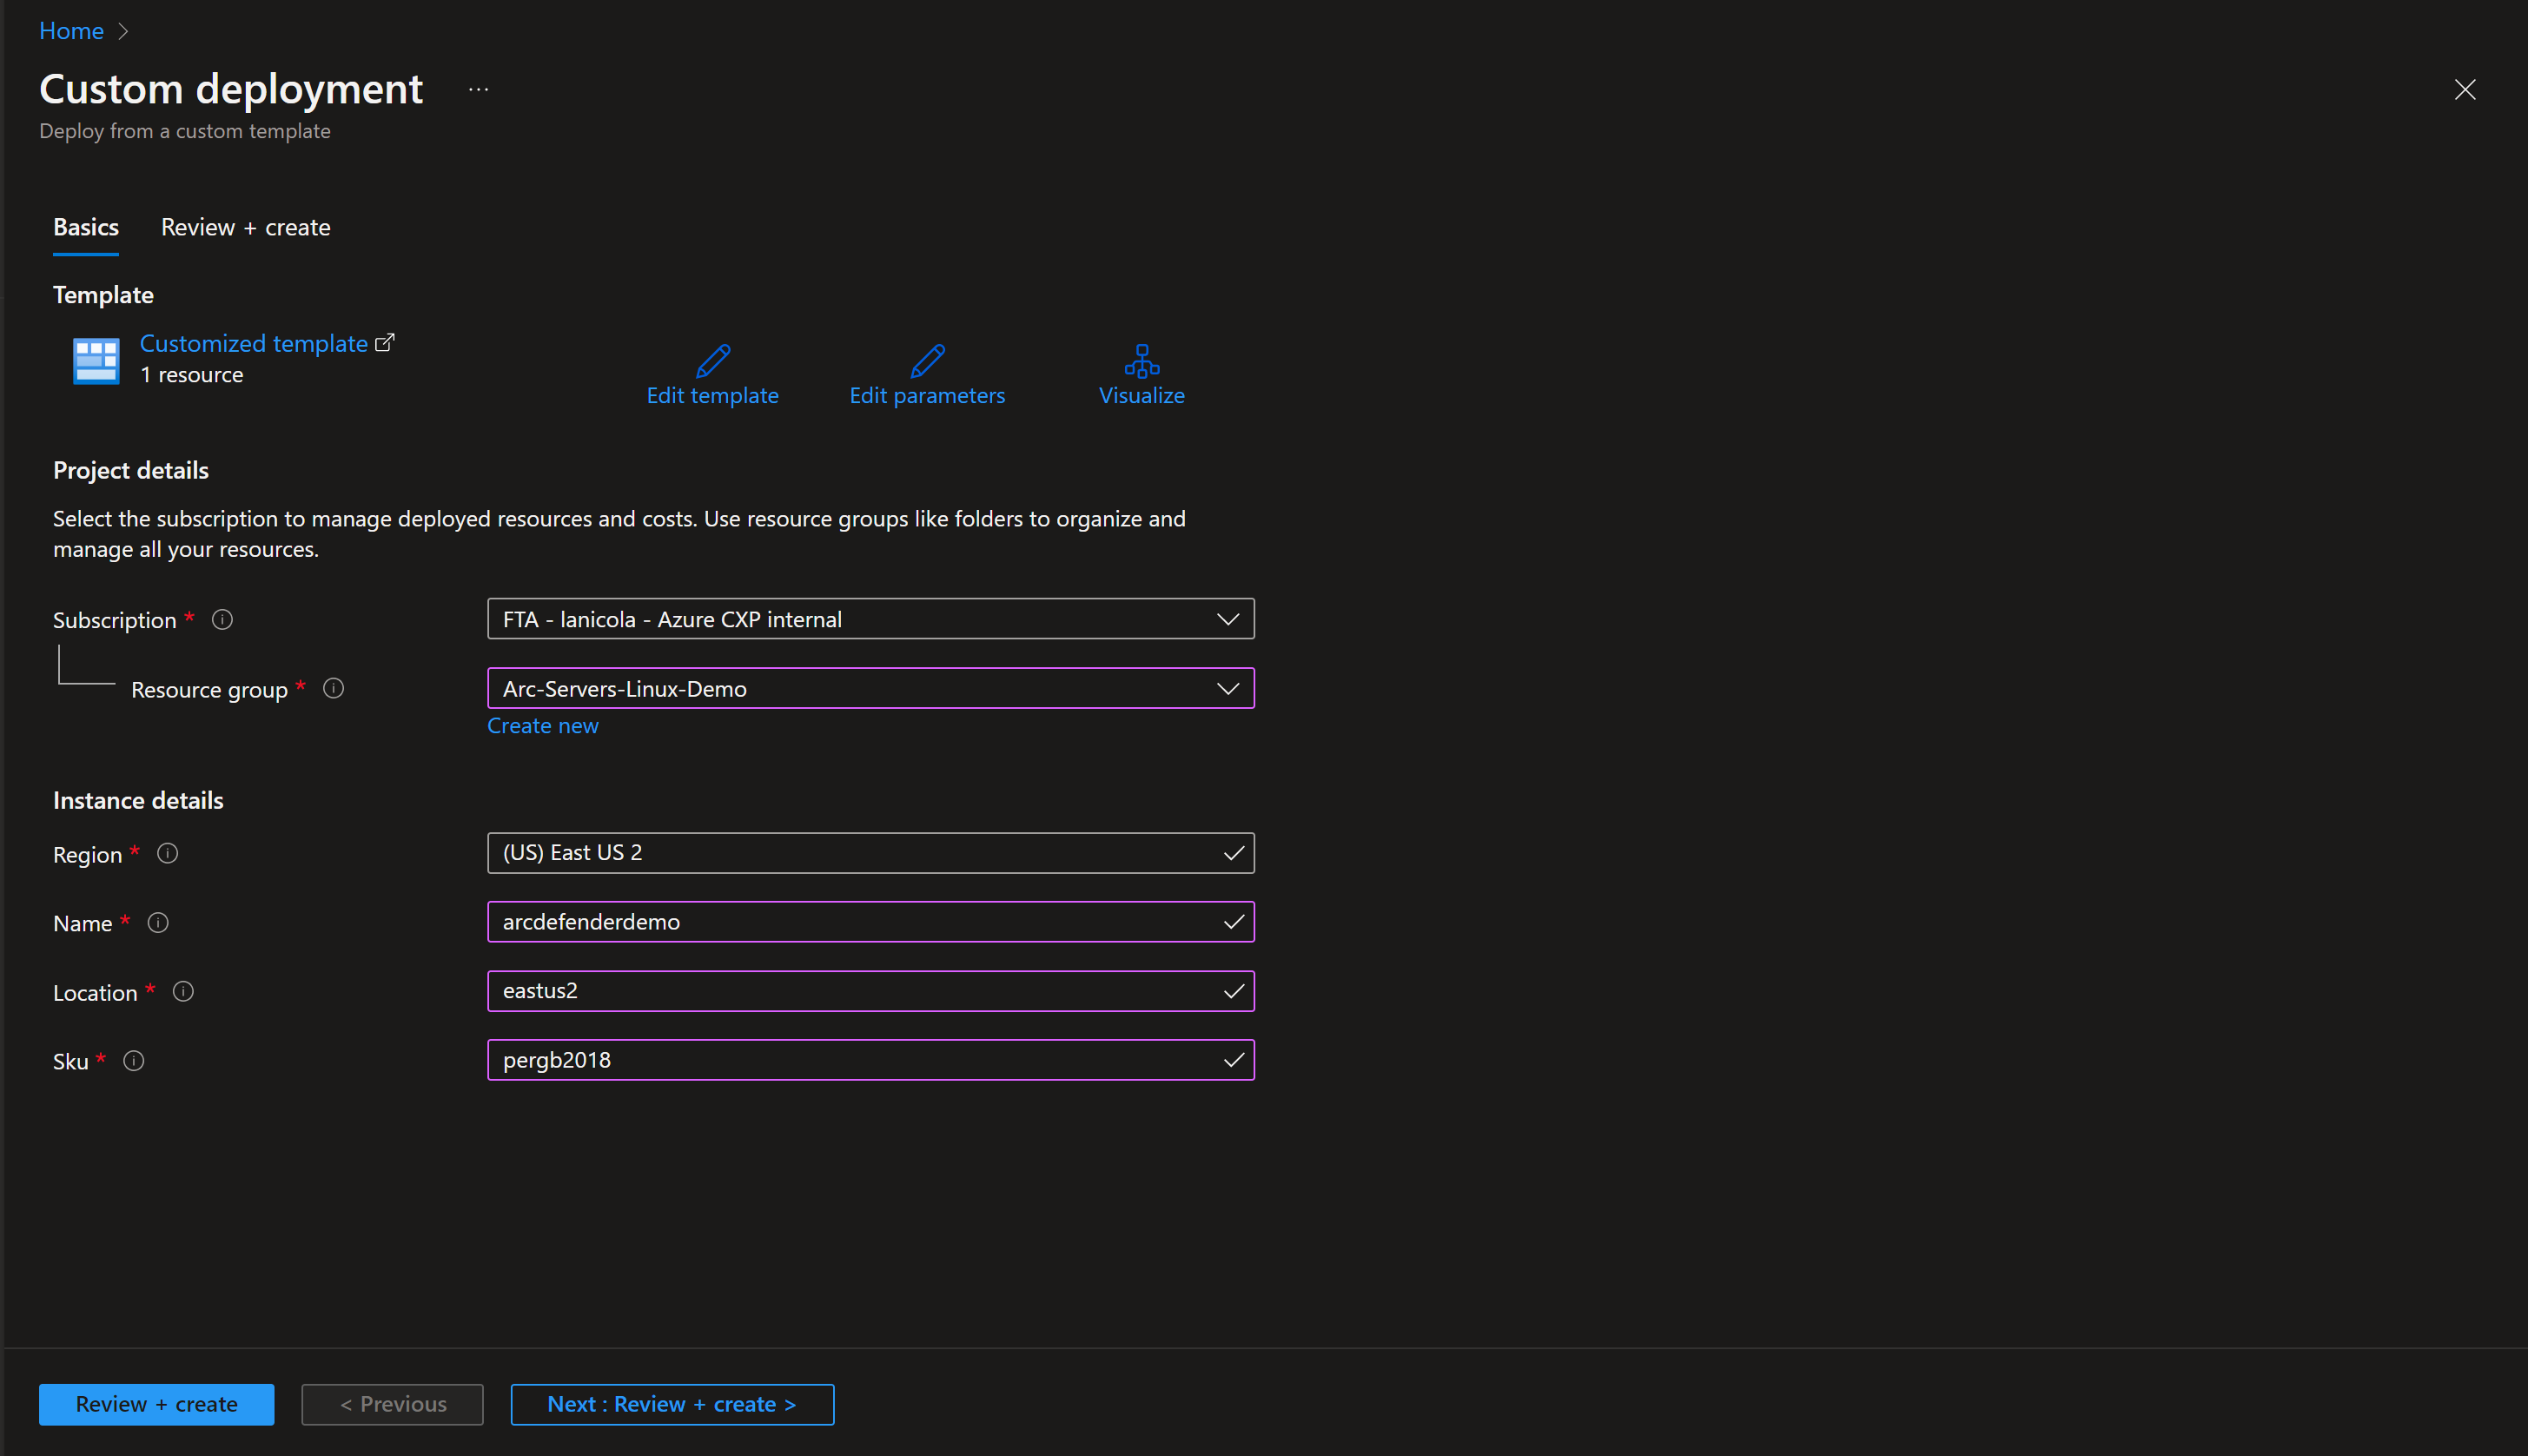 Home
Custom deployment
...
Deploy from a custom template
Basics Review + create
Template
Customized template
1 resource
Edit template Edit parameters Visualize
Project details
Select the subscription to manage deployed resources and costs. Use resource groups like folders to organize and
manage all your resources.
Subscription * FTA - lanicola - Azure CXP internal
Resource group * Arc-Servers-Linux-Demo
Create new
Instance details
Region * (US) East US 2
Name * arcdefenderdemo
Location * eastus2
Sku * pergb2018
Review + create < Previous Next : Review + create >